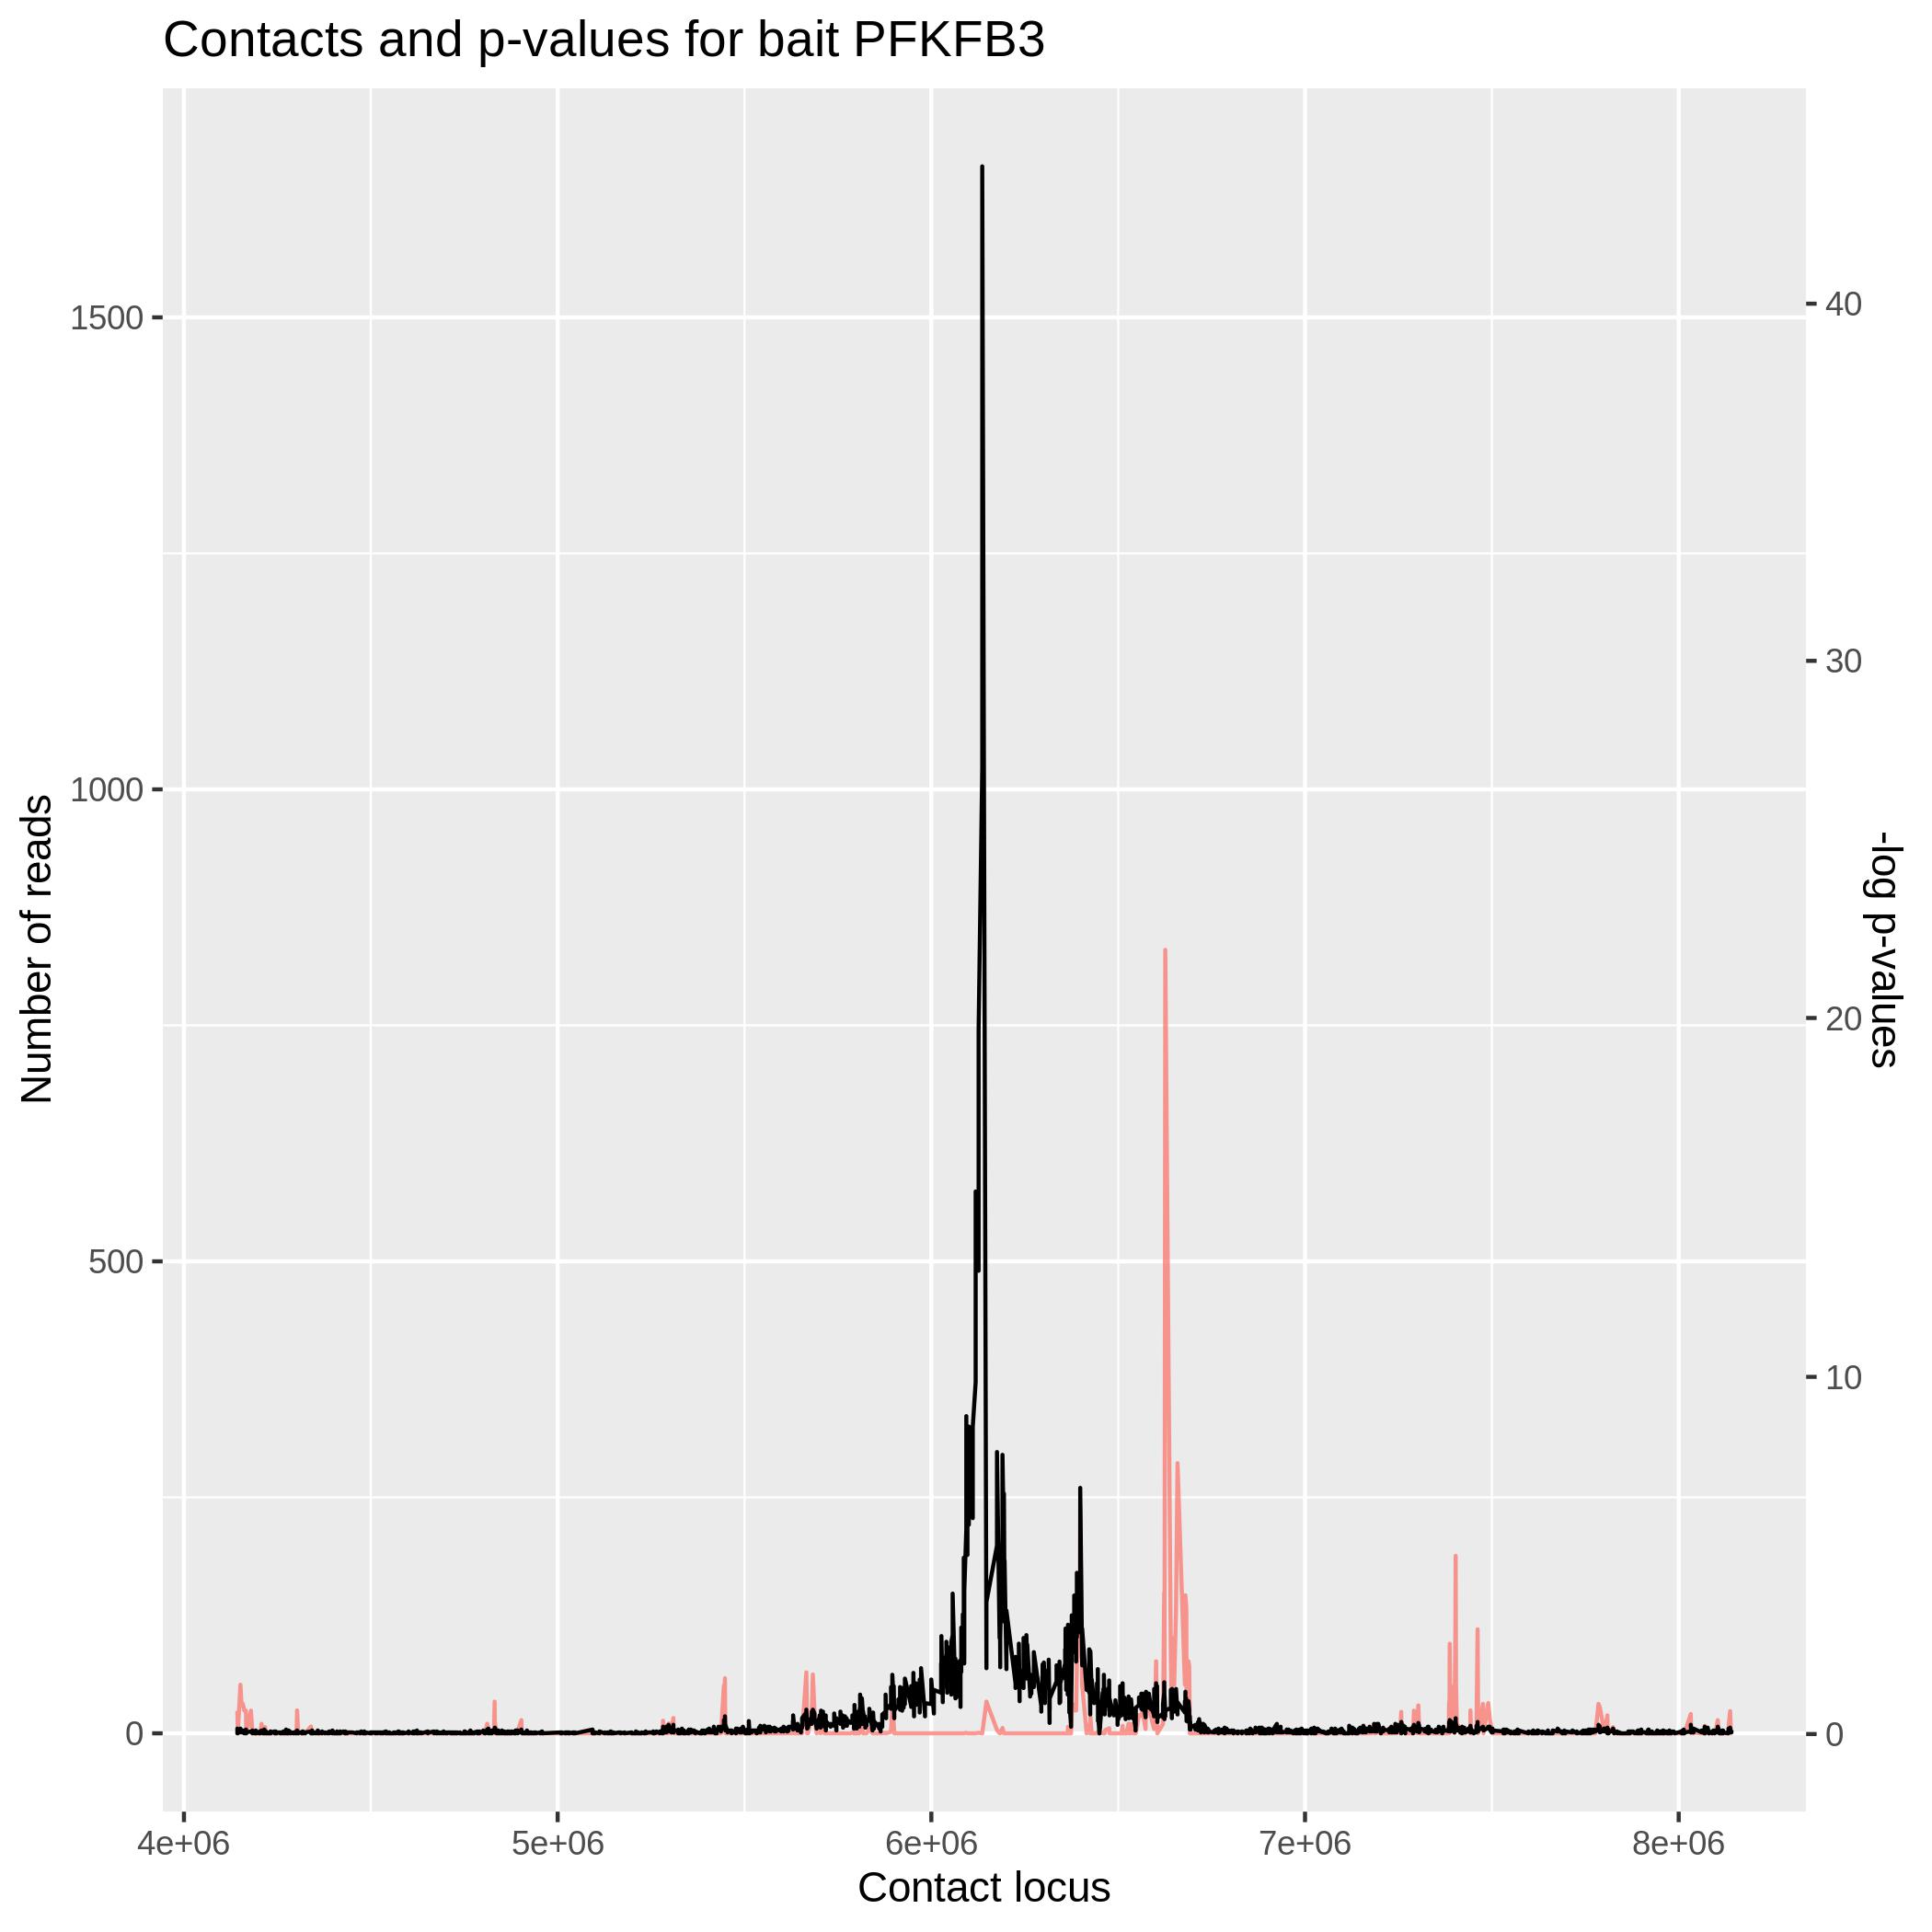 Contacts and p-values for bait PFKFB3
Number of reads
1500
1000
500
0
40
30
20
10
0
-log p-values
4e+06 5e+06 6e+06 7e+06 8e+06
Contact locus